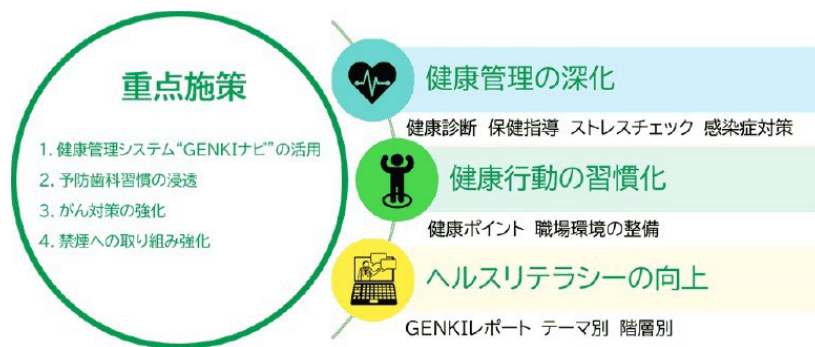 重点施策
1. 健康管理システム“GENKIナビ”の活用
2. 予防歯科習慣の浸透
3. がん対策の強化
4. 禁煙への取り組み強化
健康管理の深化
健康診断 保健指導 ストレスチェック 感染症対策
健康行動の習慣化
健康ポイント 職場環境の整備
ヘルスリテラシーの向上
GENKIレポート テーマ別 階層別